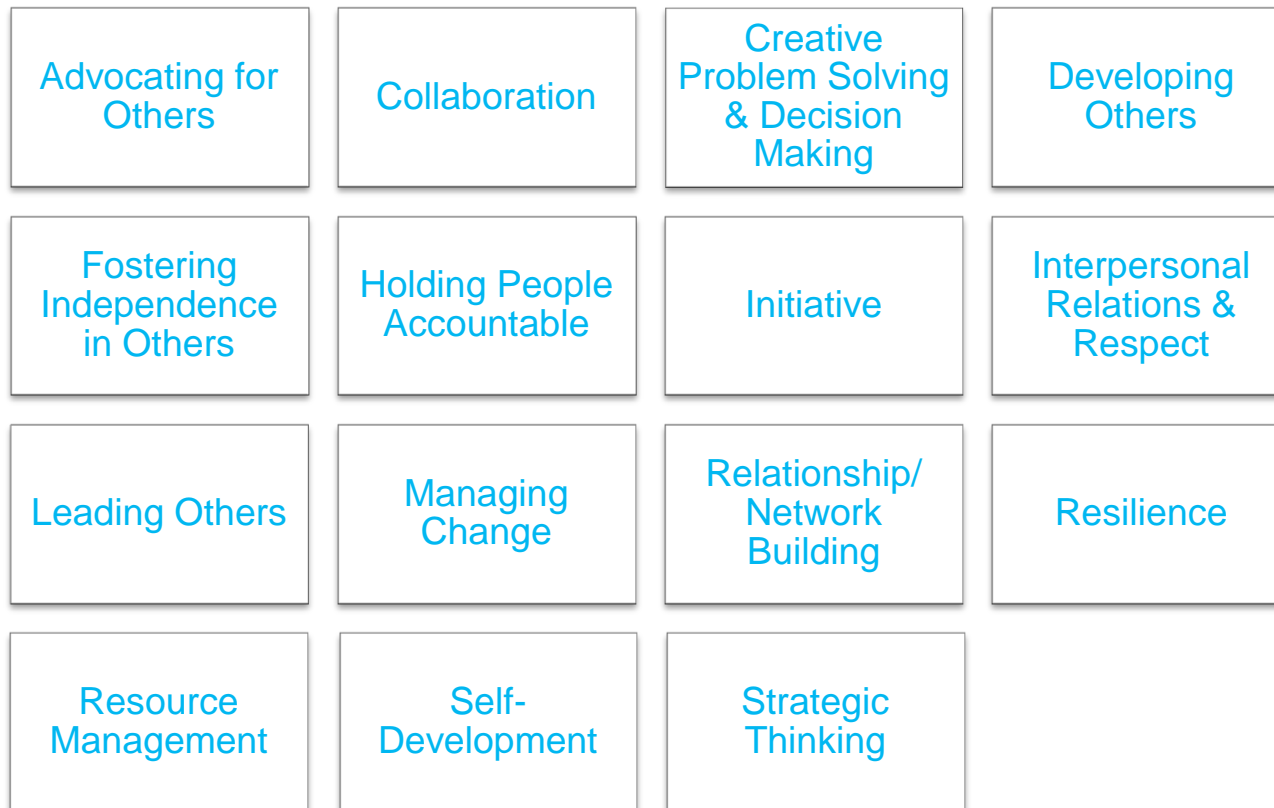 Advocating for
Others
Collaboration
Creative
Problem Solving
& Decision
Making
Developing
Others
Fostering
Independence
in Others
Holding People
Accountable
Initiative
Interpersonal
Relations &
Respect
Leading Others
Managing
Change
Relationship/
Network
Building
Resilience
Resource
Management
Self-
Development
Strategic
Thinking